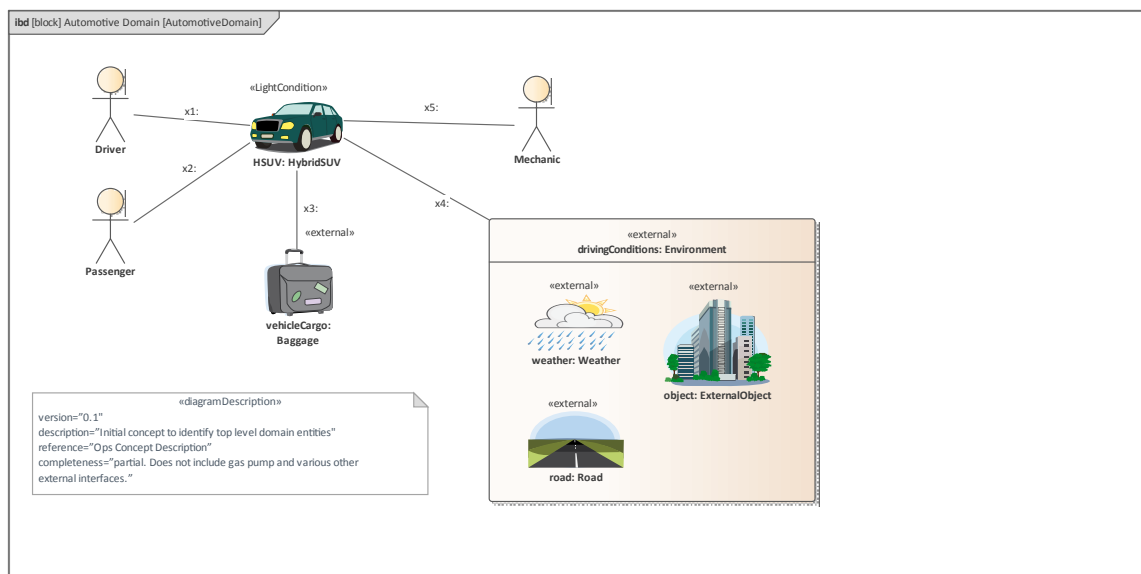 ibd [block] Automotive Domain [AutomotiveDomain]
«LightCondition»
x1:
x5:
Driver
HSUV: HybridSUV
Mechanic
x2:
x3:
x4:
Passenger
«external»
vehicleCargo:
Baggage
«external»
drivingConditions: Environment
«external»
weather: Weather
«external»
object: ExternalObject
«external»
road: Road
«diagramDescription»
version="0.1"
description="Initial concept to identify top level domain entities"
reference="Ops Concept Description"
completeness="partial. Does not include gas pump and various other
external interfaces."